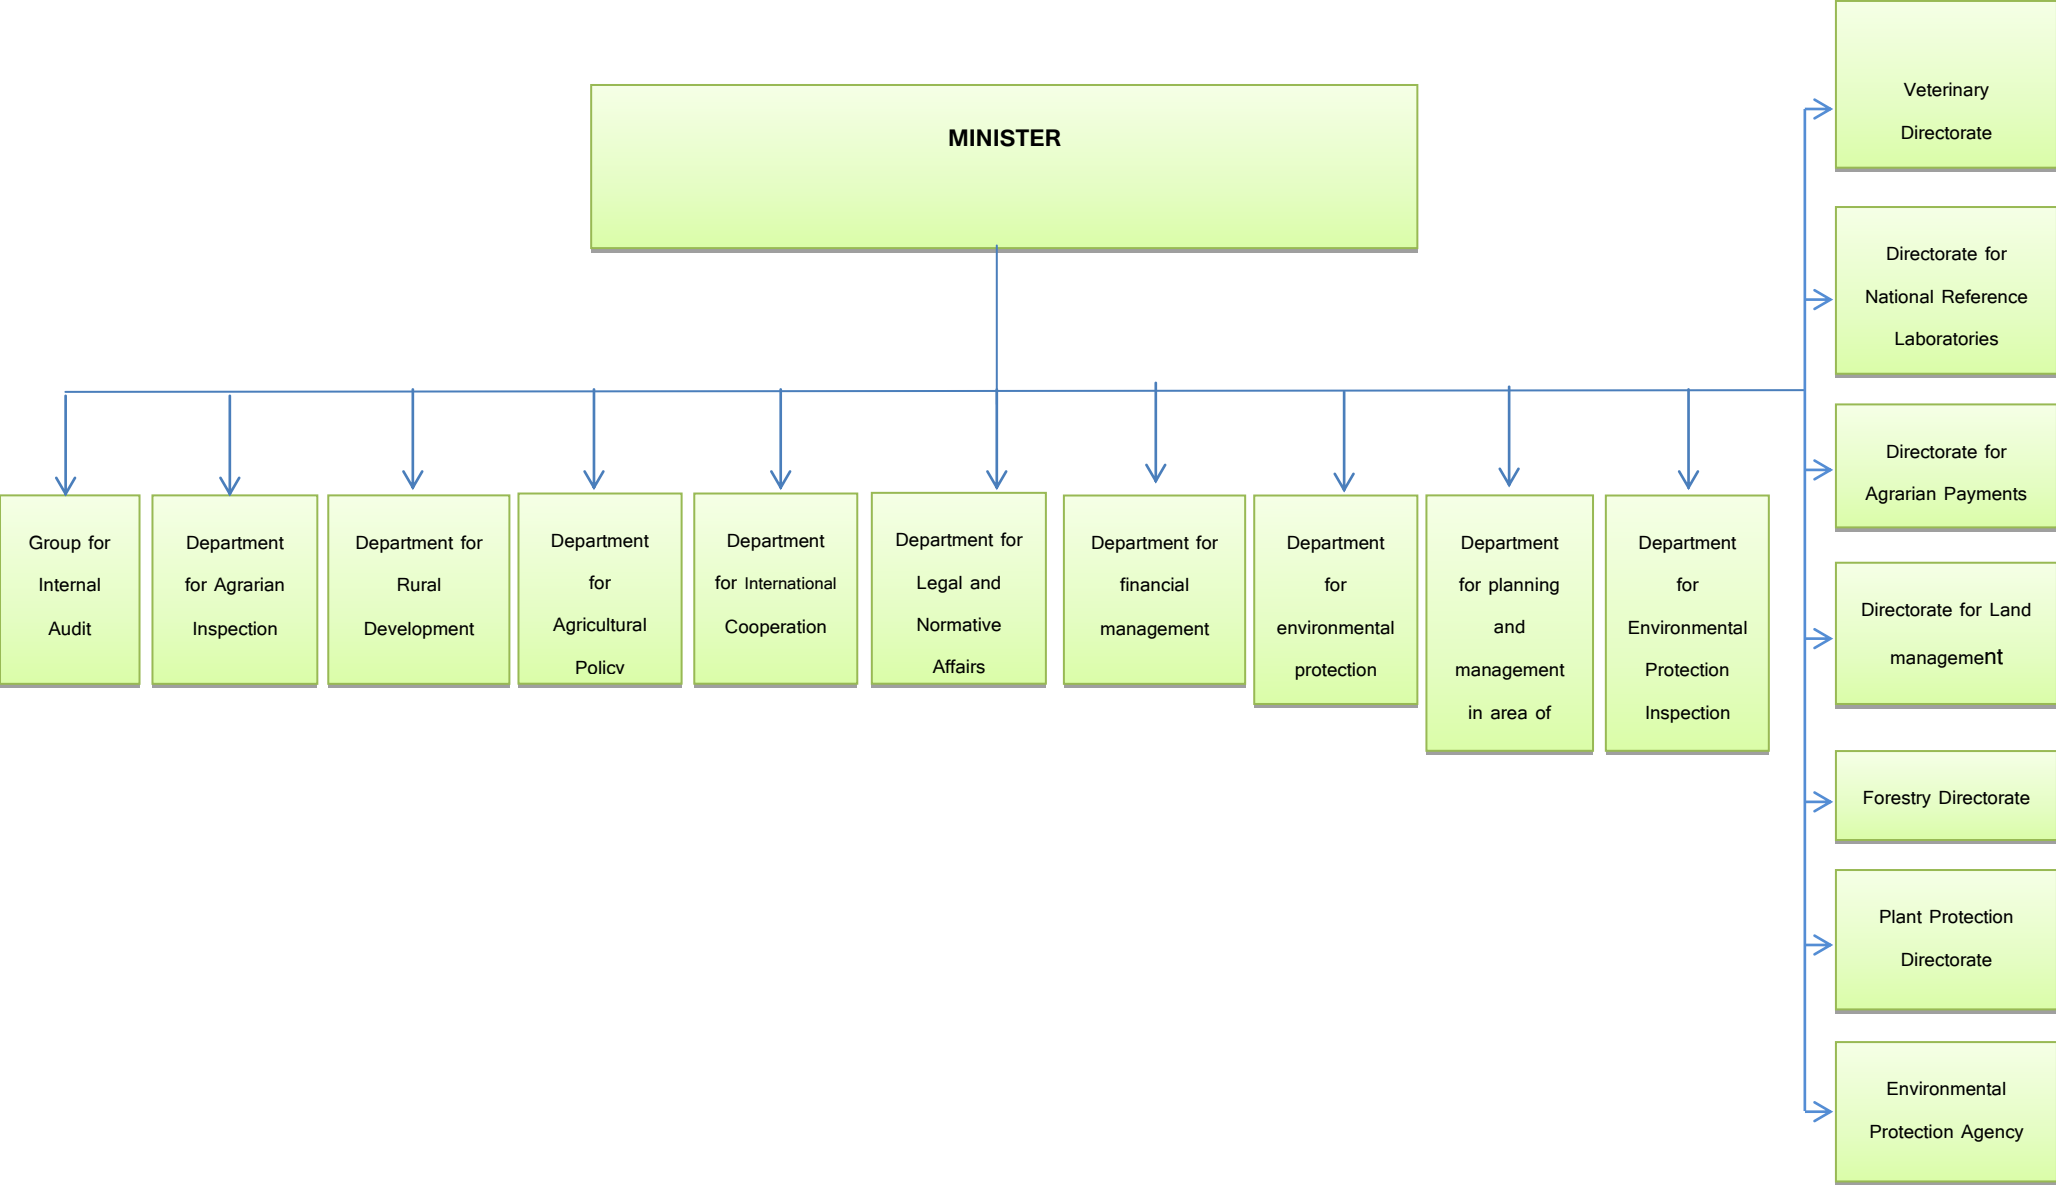 MINISTER
Veterinary
Directorate
Directorate for
National Reference
Laboratories
Directorate for
Agrarian Payments
Directorate for Land
management
Forestry Directorate
Plant Protection
Directorate
Environmental
Protection Agency
Group for
Internal
Audit
Department
for Agrarian
Inspection
Department for
Rural
Development
Department
for
Agricultural
Policy
Department
for International
Cooperation
Department for
Legal and
Normative
Affairs
Department for
financial
management
Department
for
environmental
protection
Department
for planning
and
management
in area of
Department
for
Environmental
Protection
Inspection